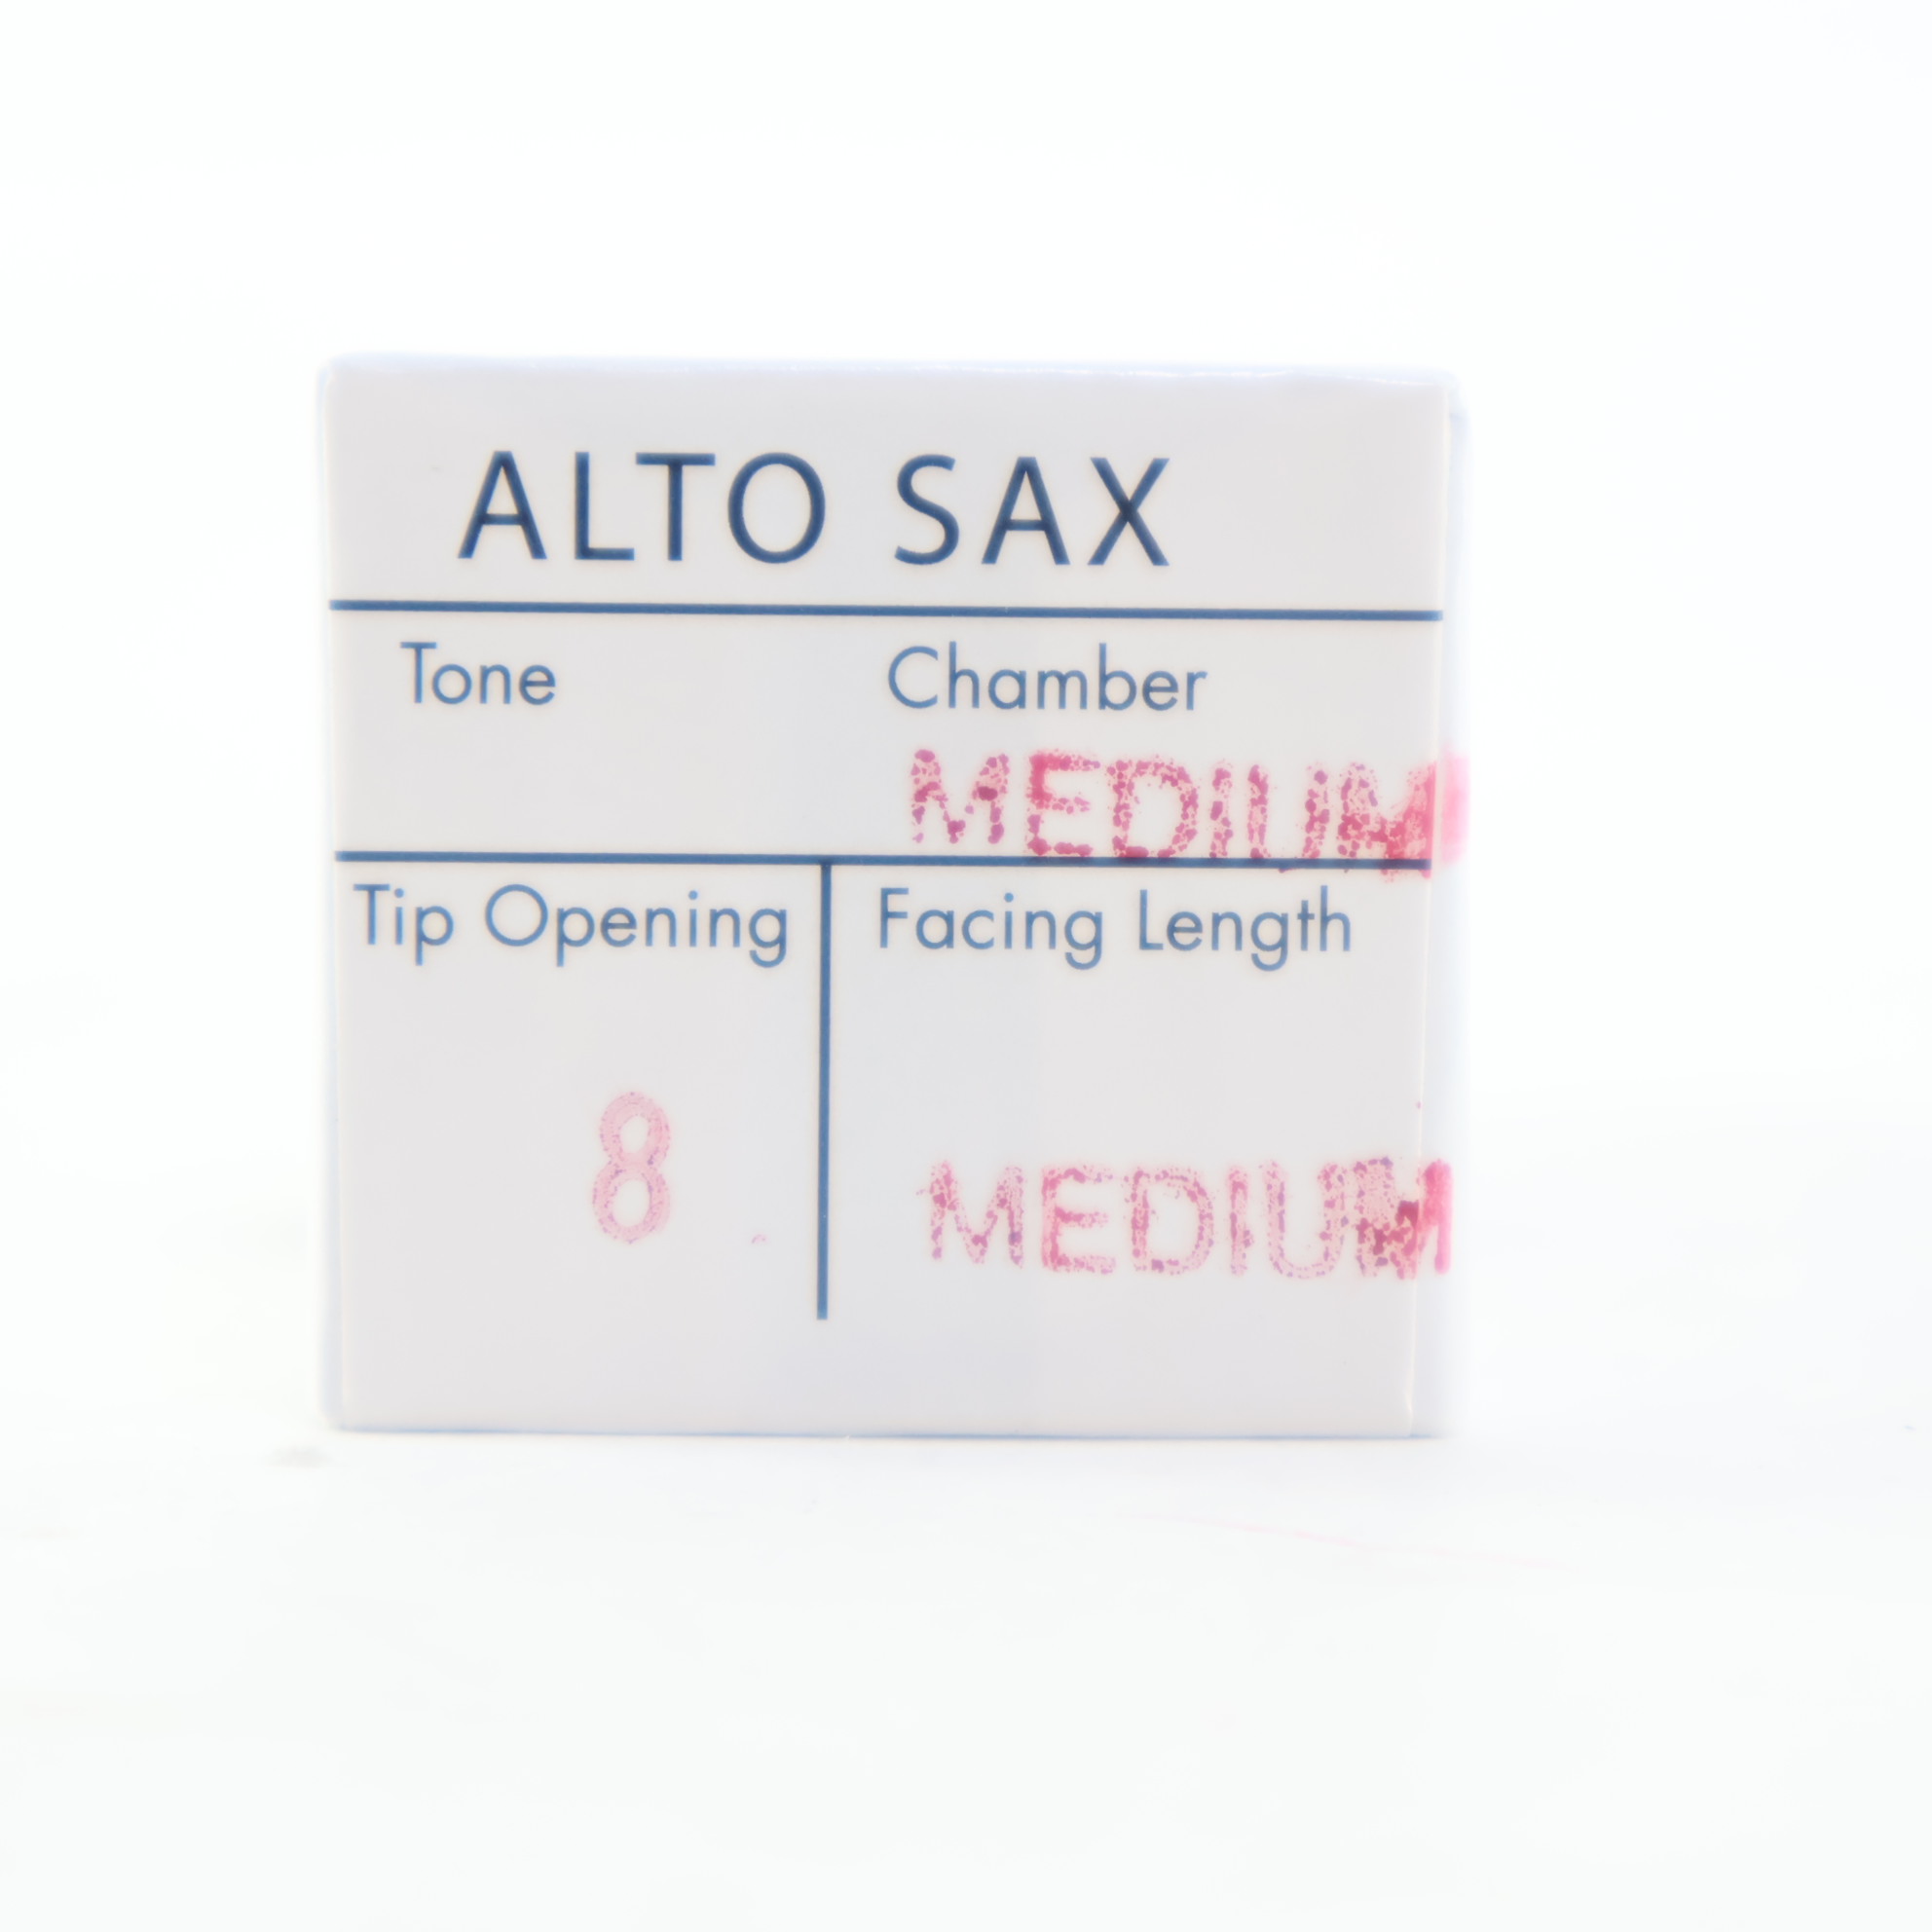 ALTO SAX
Tone Chamber
MEDIUM
Tip Opening Facing Length
8 MEDIUM